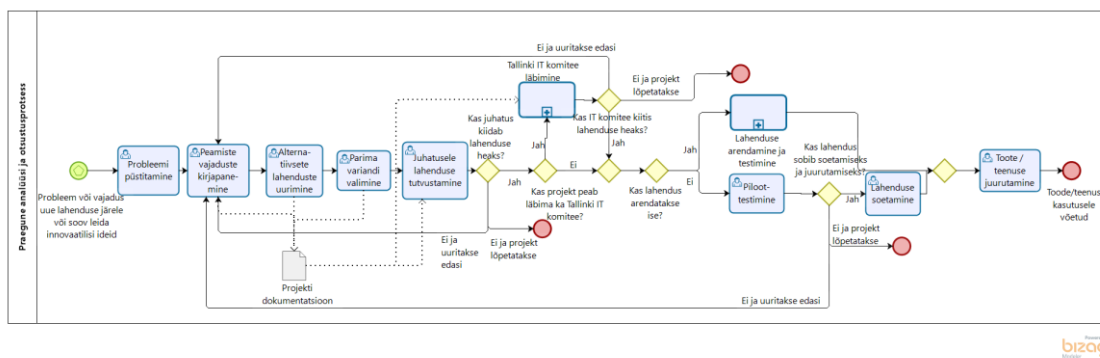 Praegune analüüsi ja otsustusprotsess
Probleem või vajadus
uue lahenduse järele
või soov leida
innovaatilisi ideid
Probleemi
püstitamine
Peamiste
vajaduste
kirjapane-
mine
Alterna-
tiivsete
lahenduste
uurimine
Parima
variandi
valimine
Juhatusele
lahenduse
tutvustamine
Projekti
dokumentatsioon
Kas juhatus
kiidab
lahenduse
heaks?
Jah
Ei ja
uuritakse
edasi
Ei ja projekt
lõpetatakse
Kas projekt peab
läbima ka Tallinki IT
komitee?
Jah
Ei
Tallinki IT komitee
läbimine
Ei ja uuritakse edasi
Kas IT komitee kiitis
lahenduse heaks?
Ei ja projekt
lõpetatakse
Jah
Kas lahendus
arendatakse
ise?
Jah
Ei
Lahenduse
arendamine ja
testimine
Piloot-
testimine
Kas lahendus
sobib soetamiseks
ja juurutamiseks?
Jah
Lahenduse
soetamine
Ei ja projekt
lõpetatakse
Ei ja uuritakse edasi
Toote /
teenuse
juurutamine
Toode/teenus
kasutusele
võetud